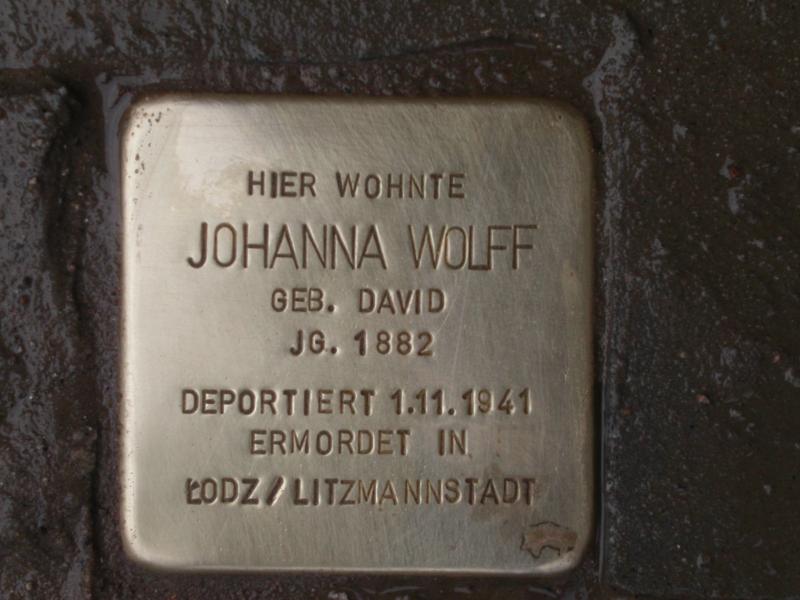 HIER WOHNTE
JOHANNA WOLFF
GEB. DAVID
JG. 1882
DEPORTIERT 1.11.1941
ERMORDET IN
ŁODZ/LITZMANNSTADT